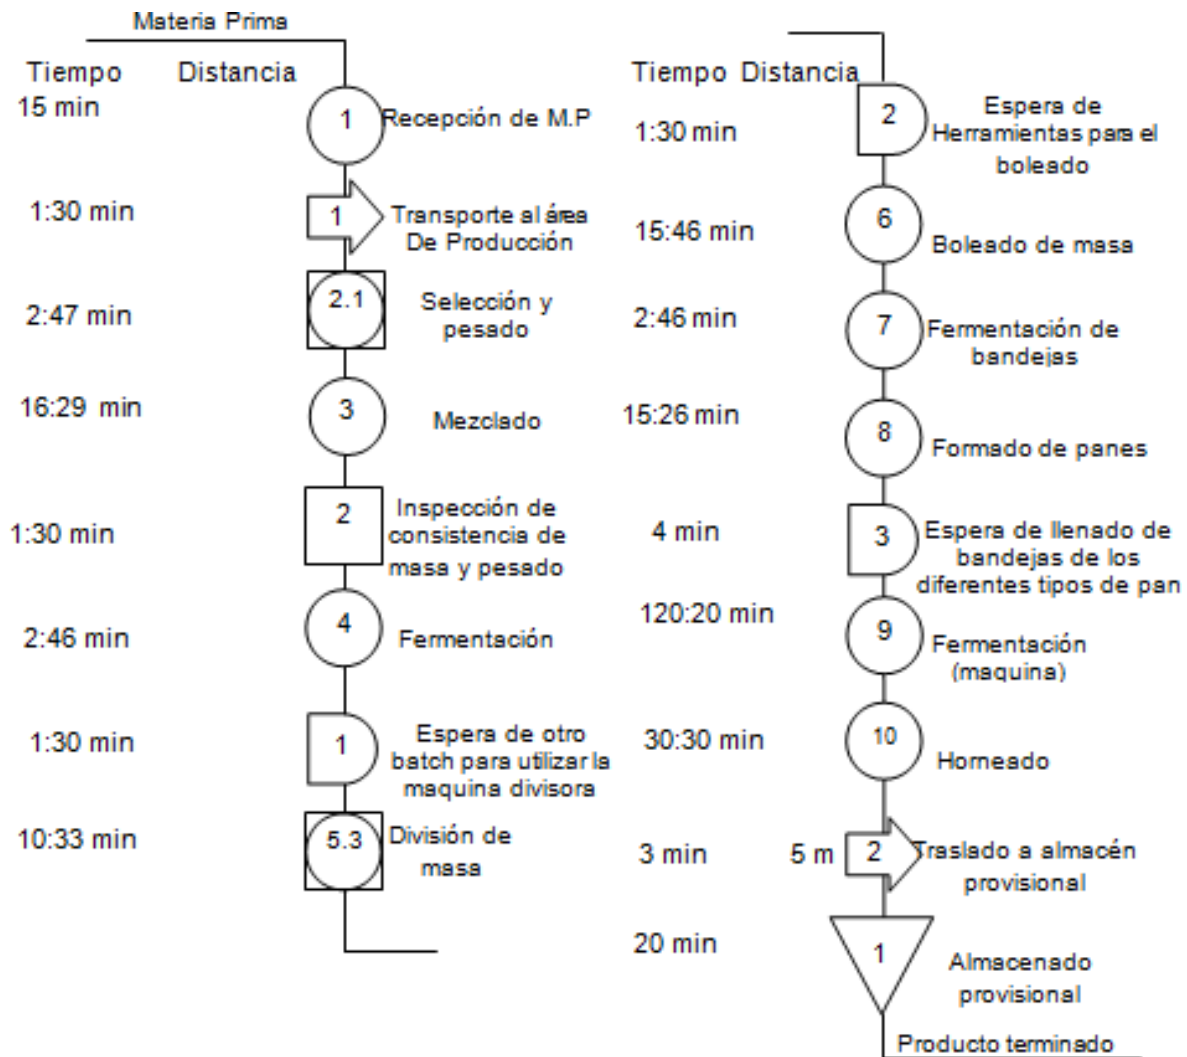 Materia Prima
Tiempo Distancia
15 min
1 Recepción de M.P
1:30 min
1 Transporte al área
De Producción
2:47 min
2.1 Selección y
pesado
16:29 min
3 Mezclado
1:30 min
2 Inspección de
consistencia de
masa y pesado
2:46 min
4 Fermentación
1:30 min
1 Espera de otro
batch para utilizar la
maquina divisora
10:33 min
5.3 División de
masa
Tiempo Distancia
1:30 min
2 Espera de
Herramientas para el
boleado
15:46 min
6 Boleado de masa
2:46 min
7 Fermentación de
bandejas
15:26 min
8 Formado de panes
4 min
3 Espera de llenado de
bandejas de los
diferentes tipos de pan
120:20 min
9 Fermentación
(maquina)
30:30 min
10 Horneado
3 min 5 m 2 Traslado a almacén
provisional
20 min
1 Almacenado
provisional
Producto terminado